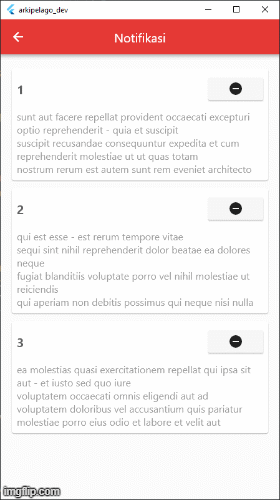 arkipelago_dev
Notifikasi
1
sunt aut facere repellat provident occaecati excepturi
optio reprehenderit - quia et suscipit
suscipit recusandae consequuntur expedita et cum
reprehenderit molestiae ut ut quas totam
nostrum rerum est autem sunt rem eveniet architecto
2
qui est esse - est rerum tempore vitae
sequi sint nihil reprehenderit dolor beatae ea dolores
neque
fugiat blanditiis voluptate porro vel nihil molestiae ut
reiciendis
qui aperiam non debitis possimus qui neque nisi nulla
3
ea molestias quasi exercitationem repellat qui ipsa sit
aut - et iusto sed quo iure
voluptatem occaecati omnis eligendi aut ad
voluptatem doloribus vel accusantium quis pariatur
molestiae porro eius odio et labore et velit aut
imgflip.com